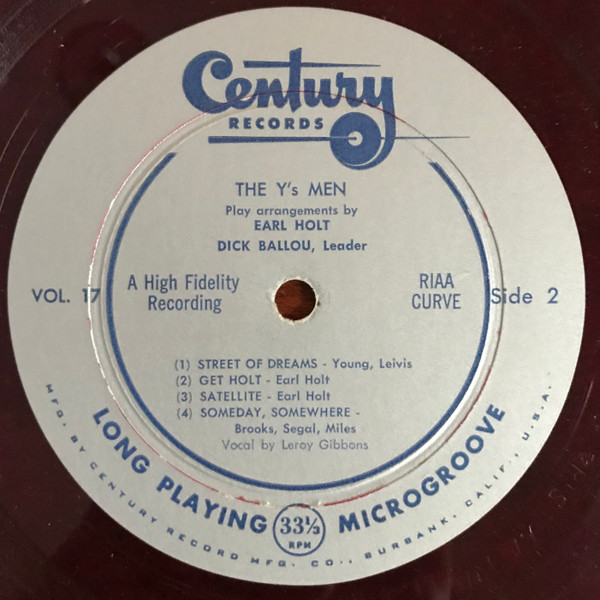 Century
RECORDS
THE Y's MEN
Play arrangements by
EARL HOLT
DICK BALLOU, Leader
VOL. 17
A High Fidelity
Recording
RIAA
CURVE
Side 2
(1) STREET OF DREAMS - Young, Leivis
(2) GET HOLT - Earl Holt
(3) SATELLITE - Earl Holt
(4) SOMEDAY, SOMEWHERE -
Brooks, Segal, Miles
Vocal by Leroy Gibbons
LONG PLAYING 33⅓ RPM MICROGROOVE
MFG. BY CENTURY RECORD MFG. CO., BURBANK, CALIF., U.S.A.